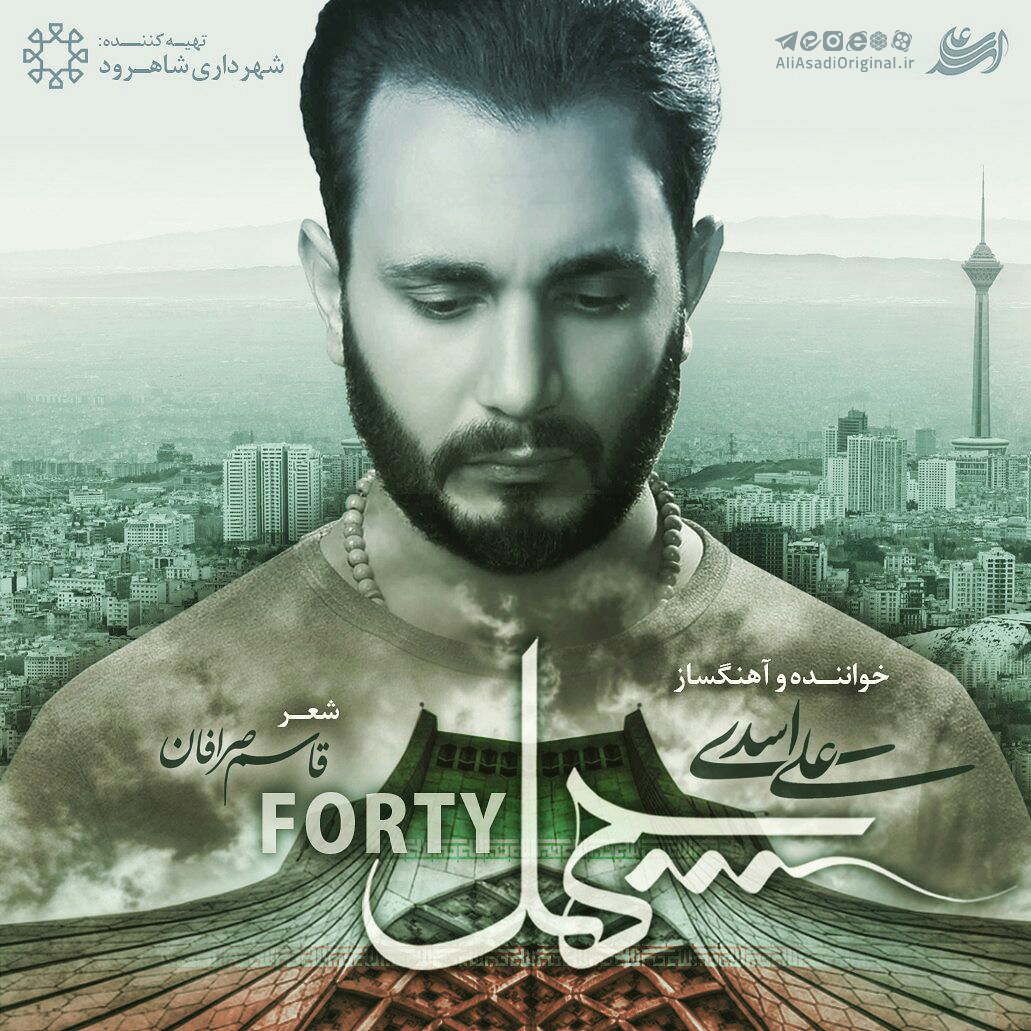 تهیه کننده:
شهرداری شاهرود
AliAsadiOriginal.ir
خواننده و آهنگساز
علی اسدی
شعر
قاسم صرافان
FORTY
چهل